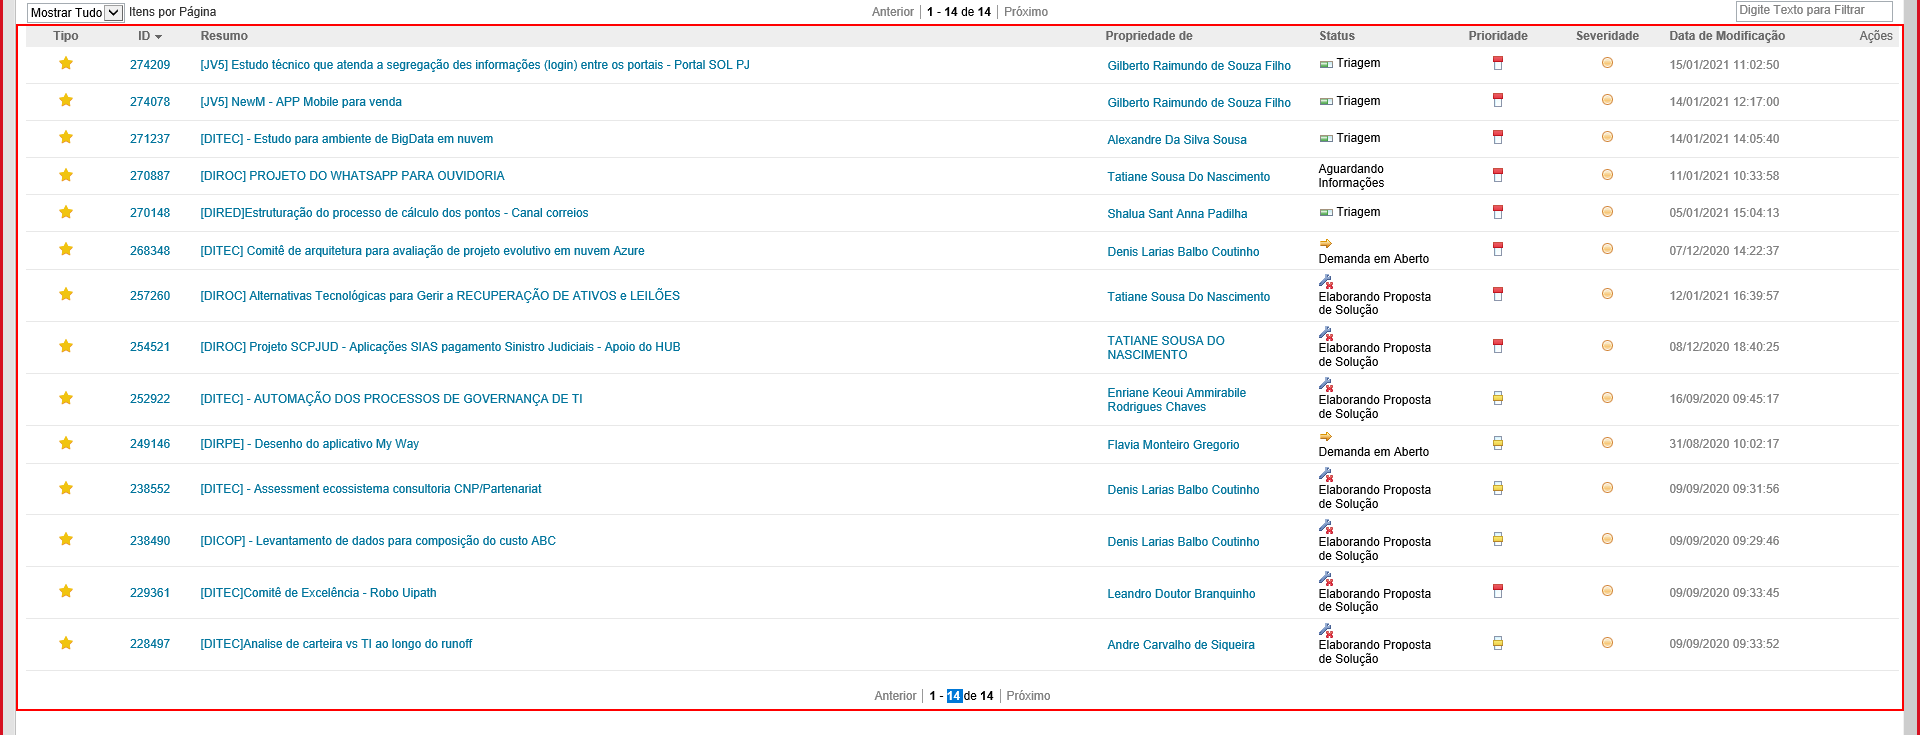 Mostrar Tudo Itens por Página Anterior 1 - 14 de 14 Próximo Digite Texto para Filtrar
Tipo ID Resumo Propriedade de Status Prioridade Severidade Data de Modificação Ações
274209 [JV5] Estudo técnico que atenda a segregação des informações (login) entre os portais - Portal SOL PJ Gilberto Raimundo de Souza Filho Triagem 15/01/2021 11:02:50
274078 [JV5] NewM - APP Mobile para venda Gilberto Raimundo de Souza Filho Triagem 14/01/2021 12:17:00
271237 [DITEC] - Estudo para ambiente de BigData em nuvem Alexandre Da Silva Sousa Triagem 14/01/2021 14:05:40
270887 [DIROC] PROJETO DO WHATSAPP PARA OUVIDORIA Tatiane Sousa Do Nascimento Aguardando
Informações 11/01/2021 10:33:58
270148 [DIRED]Estruturação do processo de cálculo dos pontos - Canal correios Shalua Sant Anna Padilha Triagem 05/01/2021 15:04:13
268348 [DITEC] Comitê de arquitetura para avaliação de projeto evolutivo em nuvem Azure Denis Larias Balbo Coutinho Demanda em Aberto 07/12/2020 14:22:37
257260 [DIROC] Alternativas Tecnológicas para Gerir a RECUPERAÇÃO DE ATIVOS e LEILÕES Tatiane Sousa Do Nascimento Elaborando Proposta
de Solução 12/01/2021 16:39:57
254521 [DIROC] Projeto SCPJUD - Aplicações SIAS pagamento Sinistro Judiciais - Apoio do HUB TATIANE SOUSA DO
NASCIMENTO Elaborando Proposta
de Solução 08/12/2020 18:40:25
252922 [DITEC] - AUTOMAÇÃO DOS PROCESSOS DE GOVERNANÇA DE TI Enriane Keoui Ammirabile
Rodrigues Chaves Elaborando Proposta
de Solução 16/09/2020 09:45:17
249146 [DIRPE] - Desenho do aplicativo My Way Flavia Monteiro Gregorio Demanda em Aberto 31/08/2020 10:02:17
238552 [DITEC] - Assessment ecossistema consultoria CNP/Partenariat Denis Larias Balbo Coutinho Elaborando Proposta
de Solução 09/09/2020 09:31:56
238490 [DICOP] - Levantamento de dados para composição do custo ABC Denis Larias Balbo Coutinho Elaborando Proposta
de Solução 09/09/2020 09:29:46
229361 [DITEC]Comitê de Excelência - Robo Uipath Leandro Doutor Branquinho Elaborando Proposta
de Solução 09/09/2020 09:33:45
228497 [DITEC]Analise de carteira vs TI ao longo do runoff Andre Carvalho de Siqueira Elaborando Proposta
de Solução 09/09/2020 09:33:52
Anterior 1 - 14 de 14 Próximo